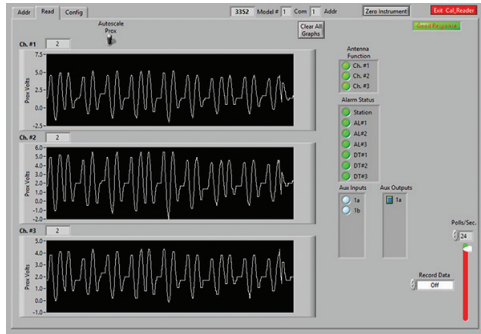 Addr Read Config
3352 Model # 1 Com 1 Addr
Zero Instrument
Exit Cal_Reader
Autoscale
Prox
Clear All
Graphs
Good Response
Ch. #1 2
Prox Volts
7.5-
5.0-
2.5-
0.0-
-2.5-
Ch. #2 2
Prox Volts
6.0-
5.0-
4.0-
3.0-
2.0-
1.0-
0.0-
-1.0-
-2.0-
Ch. #3 2
Prox Volts
5.0-
4.0-
3.0-
2.0-
1.0-
0.0-
-1.0-
Antenna
Function
Ch. #1
Ch. #2
Ch. #3
Alarm Status
Station
AL#1
AL#2
AL#3
DT#1
DT#2
DT#3
Aux Inputs
1a
1b
Aux Outputs
1a
Polls/Sec.
24
Record Data
Off